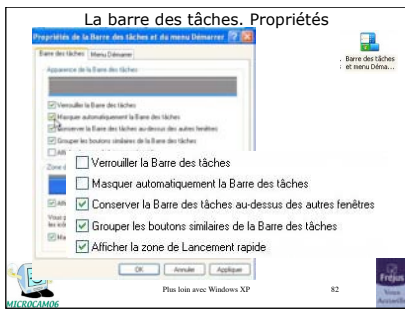 La barre des tâches. Propriétés
Propriétés de la Barre des tâches et du menu Démarrer
Barre des tâches
Menu Démarrer
Apparence de la Barre des tâches
Verrouiller la Barre des tâches
Masquer automatiquement la Barre des tâches
Conserver la Barre des tâches au-dessus des autres fenêtres
Grouper les boutons similaires de la Barre des tâches
Barre des tâches
et menu Déma...
Verrouiller la Barre des tâches
Masquer automatiquement la Barre des tâches
Conserver la Barre des tâches au-dessus des autres fenêtres
Grouper les boutons similaires de la Barre des tâches
Afficher la zone de Lancement rapide
OK
Annuler
Appliquer
MICROCAM06
Plus loin avec Windows XP
82
Fréjus
Vous
Accueille